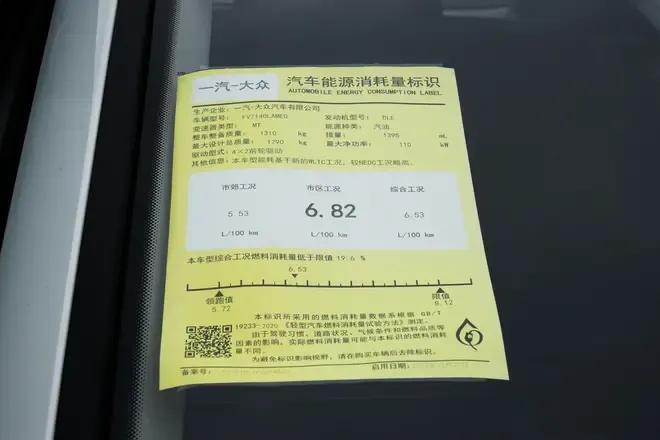 一汽-大众 汽车能源消耗量标识
AUTOMOBILE ENERGY CONSUMPTION LABEL
生产企业: 一汽-大众汽车有限公司
车辆型号: FV7140LAMEG 发动机型号: DLE
变速器类型: MT 能源种类: 汽油
整车整备质量: 1310 kg 排量: 1395 mL
最大设计总质量: kg 最大净功率: 110 kW
驱动型式: 4×2前轮驱动
其他信息: 本车型能耗基于新的WLTC工况, 较NEDC工况略高。
市郊工况 市区工况 综合工况
5.53 6.82 6.53
L/100 km L/100 km L/100 km
本车型综合工况燃料消耗量低于限值 19.6 %
6.53
领跑值 限值
5.72 8.12
本标识所采用的燃料消耗量数据系根据 GB/T
19233-2020 《轻型汽车燃料消耗量试验方法》测定。
由于驾驶习惯、道路状况、气候条件和燃料品质等
因素的影响, 实际燃料消耗量可能与本标识的燃料消耗
量不同。
为避免标识影响视野, 请在购买车辆后去除标识。
备案号: 启用日期: